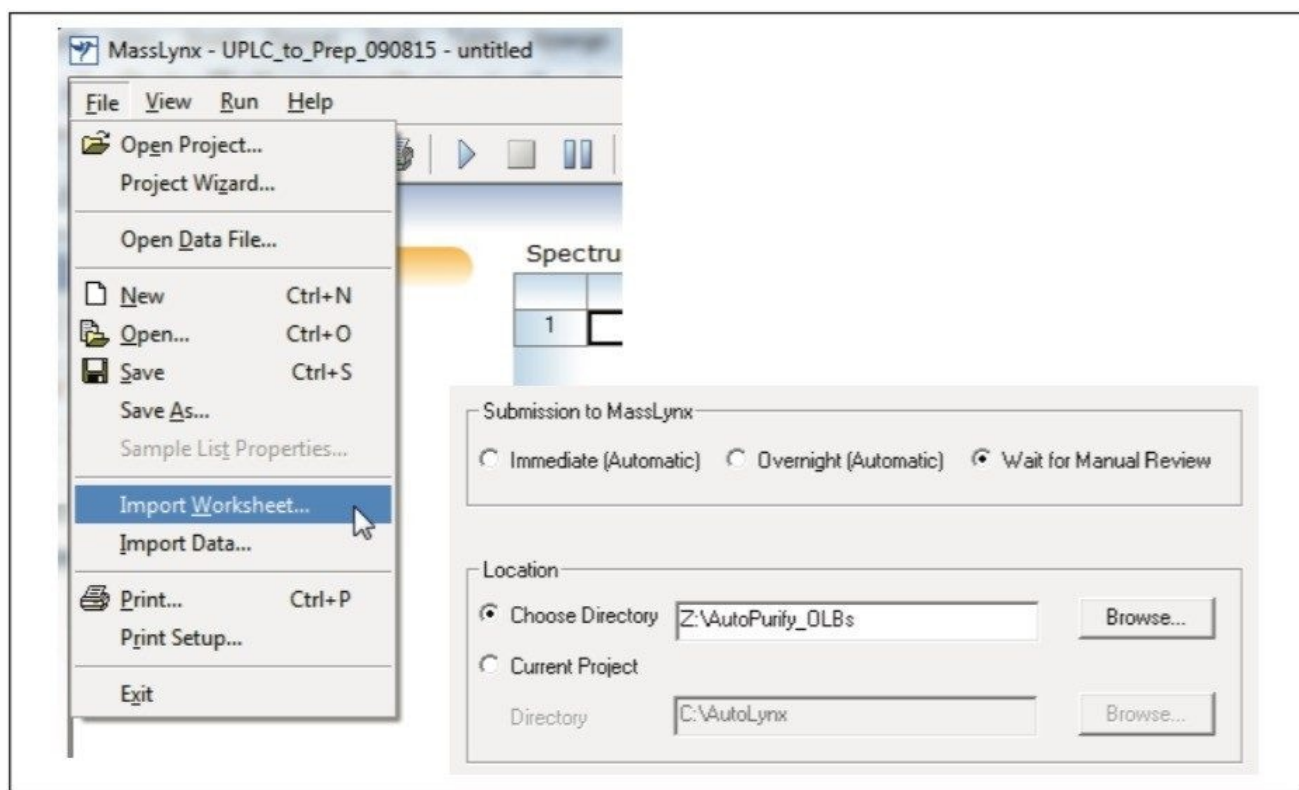 MassLynx - UPLC_to_Prep_090815 - untitled
File View Run Help
Open Project...
Project Wizard...
Open Data File...
New Ctrl+N
Open... Ctrl+O
Save Ctrl+S
Save As...
Sample List Properties...
Import Worksheet...
Import Data...
Print... Ctrl+P
Print Setup...
Exit
Spectru
1
Submission to MassLynx
Immediate (Automatic) Overnight (Automatic) Wait for Manual Review
Location
Choose Directory Z:\AutoPurify_OLBs Browse...
Current Project
Directory C:\AutoLynx Browse...